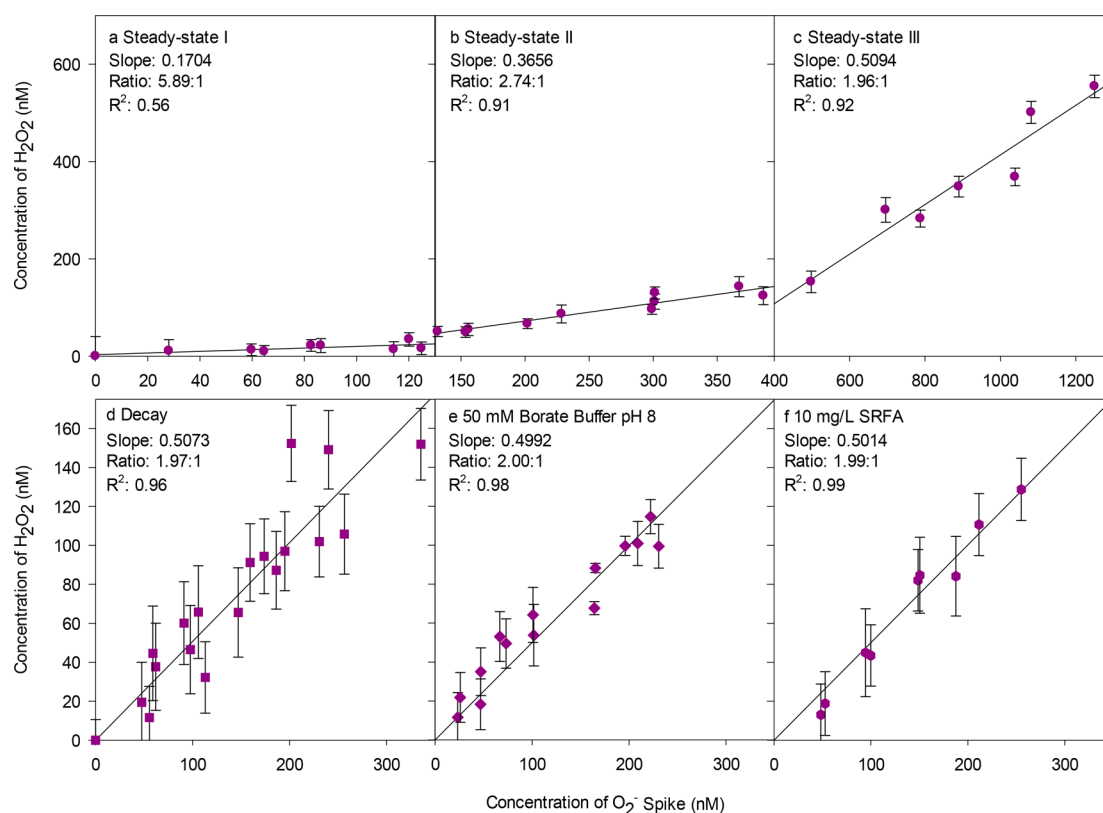 a Steady-state I
Slope: 0.1704
Ratio: 5.89:1
R²: 0.56
b Steady-state II
Slope: 0.3656
Ratio: 2.74:1
R²: 0.91
c Steady-state III
Slope: 0.5094
Ratio: 1.96:1
R²: 0.92
Concentration of H₂O₂ (nM)
600
400
200
0
0 20 40 60 80 100 120
150 200 250 300 350 400
600 800 1000 1200
d Decay
Slope: 0.5073
Ratio: 1.97:1
R²: 0.96
e 50 mM Borate Buffer pH 8
Slope: 0.4992
Ratio: 2.00:1
R²: 0.98
f 10 mg/L SRFA
Slope: 0.5014
Ratio: 1.99:1
R²: 0.99
Concentration of H₂O₂ (nM)
160
140
120
100
80
60
40
20
0
0 100 200 300
0 100 200 300
0 100 200 300
Concentration of O₂⁻ Spike (nM)